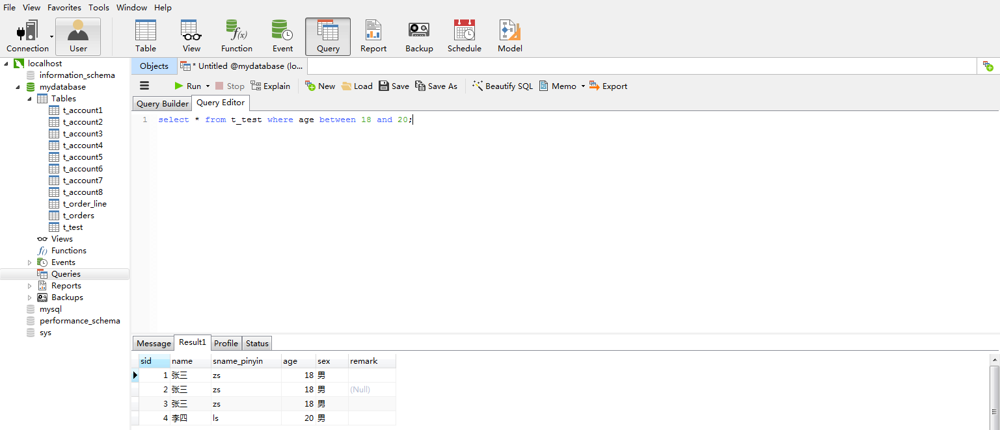 File View Favorites Tools Window Help
Connection User Table View Function Event Query Report Backup Schedule Model
localhost
information_schema
mydatabase
Tables
t_account1
t_account2
t_account3
t_account4
t_account5
t_account6
t_account7
t_account8
t_order_line
t_orders
t_test
Views
Functions
Events
Queries
Reports
Backups
mysql
performance_schema
sys
Objects * Untitled @mydatabase (lo...
Run Stop Explain New Load Save Save As Beautify SQL Memo Export
Query Builder Query Editor
1 select * from t_test where age between 18 and 20;
Message Result1 Profile Status
sid name sname_pinyin age sex remark
1 张三 zs 18 男
2 张三 zs 18 男 (Null)
3 张三 zs 18 男
4 李四 ls 20 男